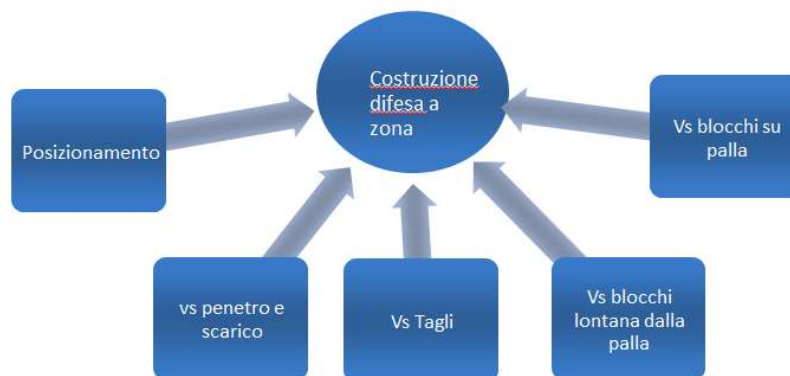 Costruzione
difesa a
zona
Posizionamento
Vs blocchi su
palla
vs penetro e
scarico
Vs Tagli
Vs blocchi
lontana dalla
palla